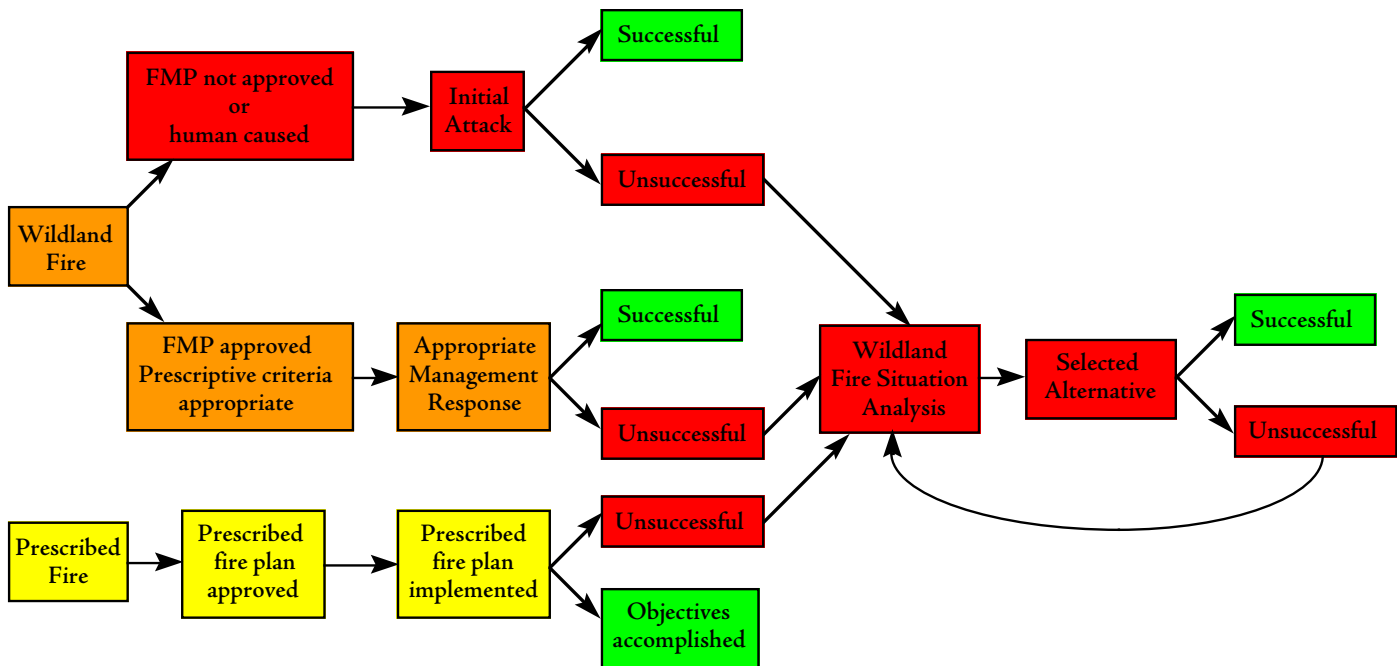 Successful
FMP not approved
or
human caused
Initial
Attack
Unsuccessful
Wildland
Fire
Successful
FMP approved
Prescriptive criteria
appropriate
Appropriate
Management
Response
Unsuccessful
Wildland
Fire Situation
Analysis
Selected
Alternative
Successful
Unsuccessful
Prescribed
Fire
Prescribed
fire plan
approved
Prescribed
fire plan
implemented
Unsuccessful
Objectives
accomplished